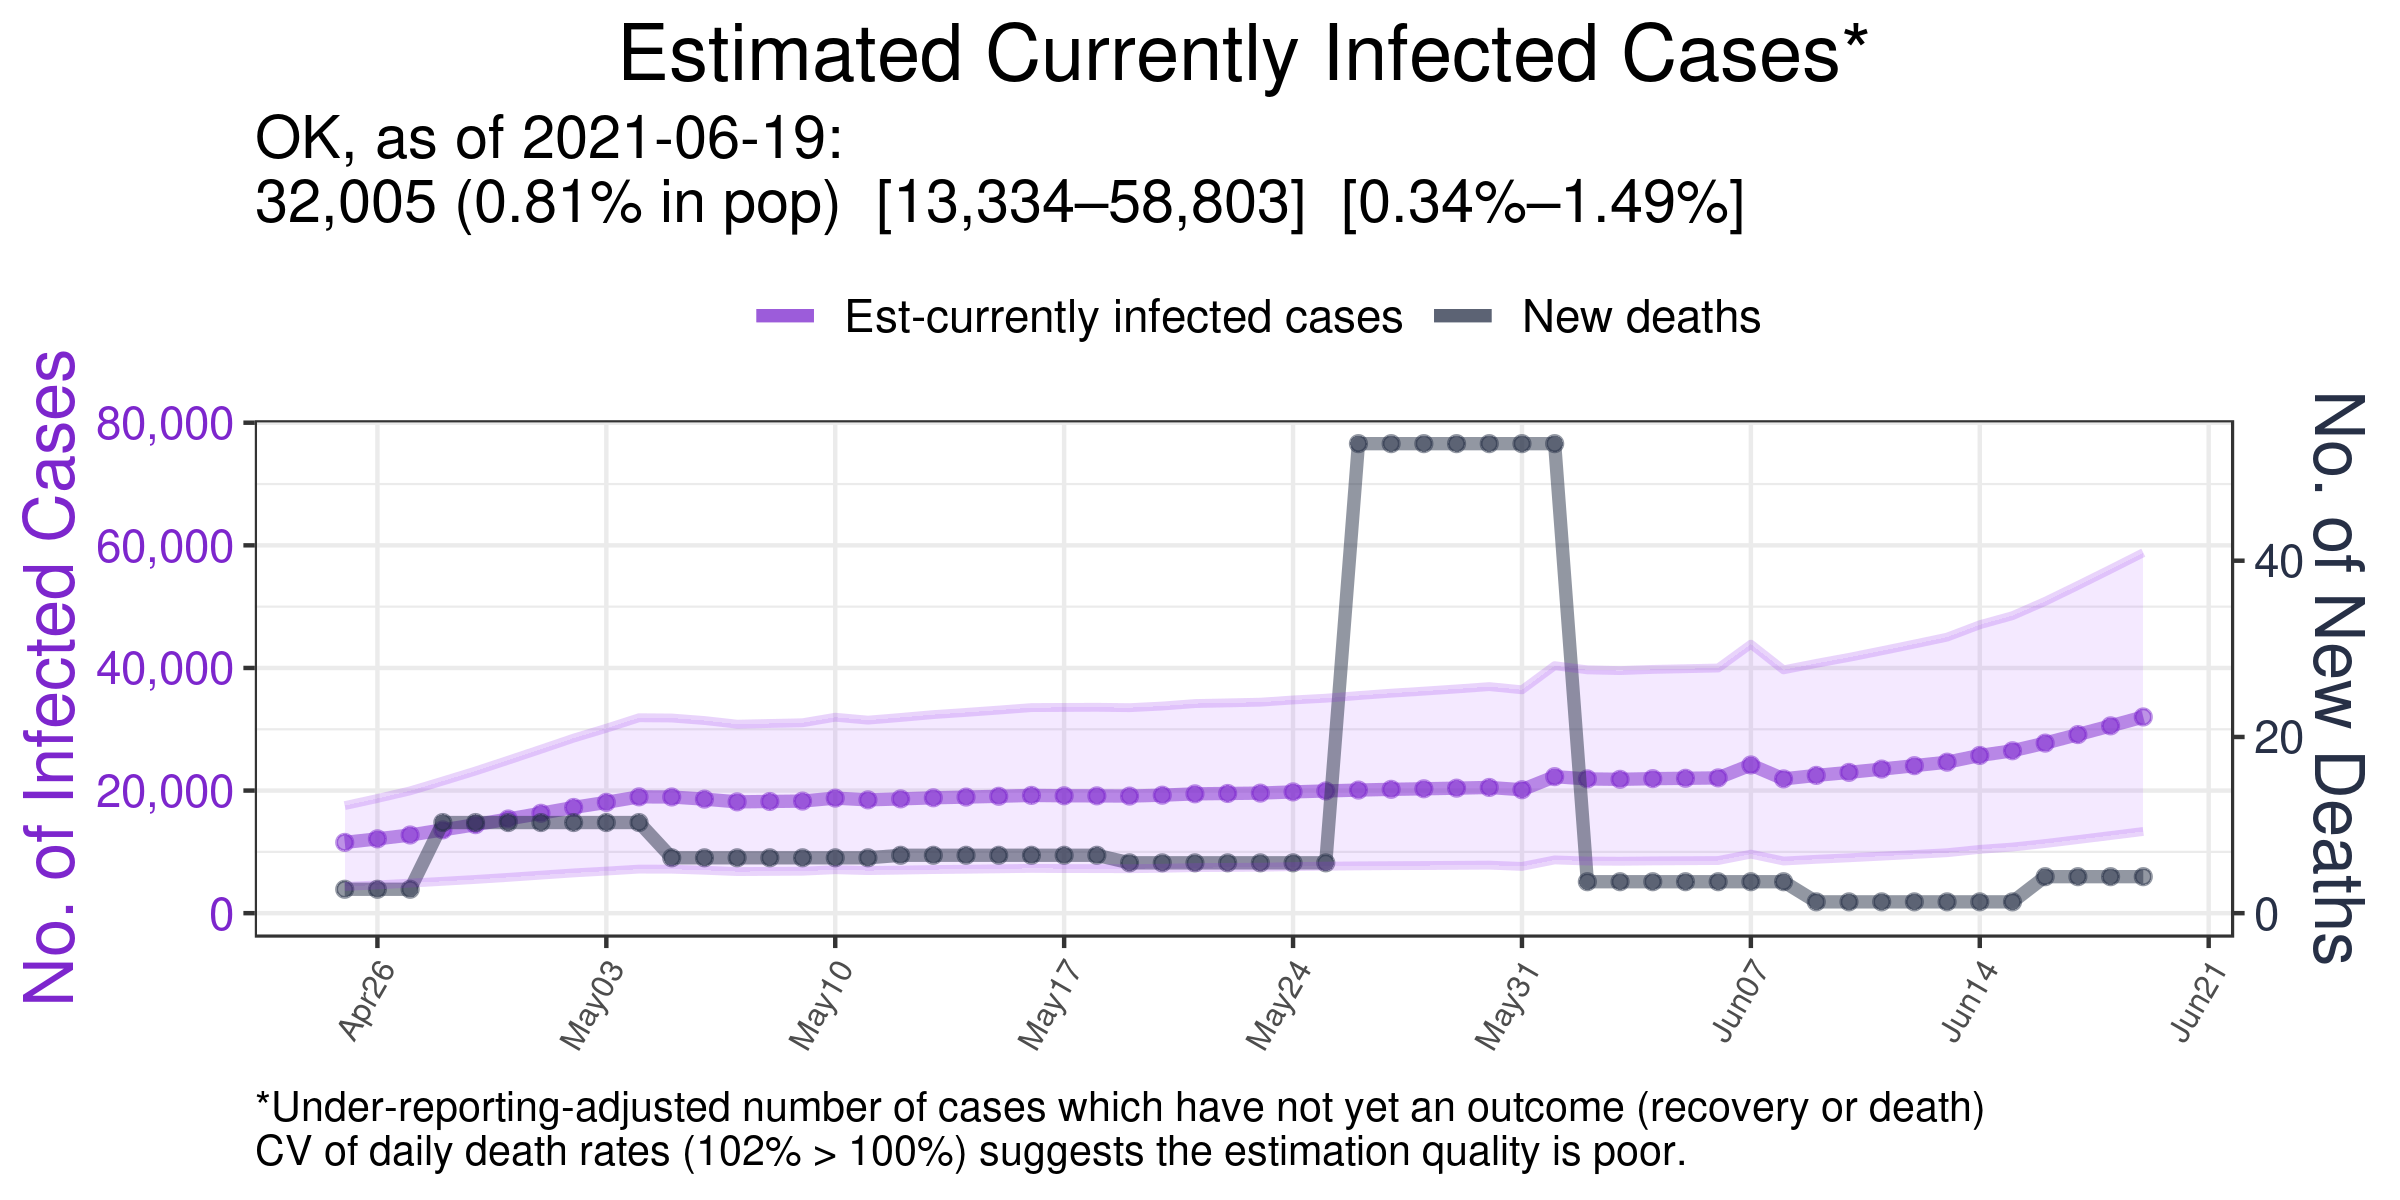 Estimated Currently Infected Cases*
OK, as of 2021-06-19:
32,005 (0.81% in pop)  [13,334–58,803]  [0.34%–1.49%]
Est-currently infected cases
New deaths
No. of Infected Cases
80,000
60,000
40,000
20,000
0
40
20
0
No. of New Deaths
Apr26
May03
May10
May17
May24
May31
Jun07
Jun14
Jun21
*Under-reporting-adjusted number of cases which have not yet an outcome (recovery or death)
CV of daily death rates (102% > 100%) suggests the estimation quality is poor.